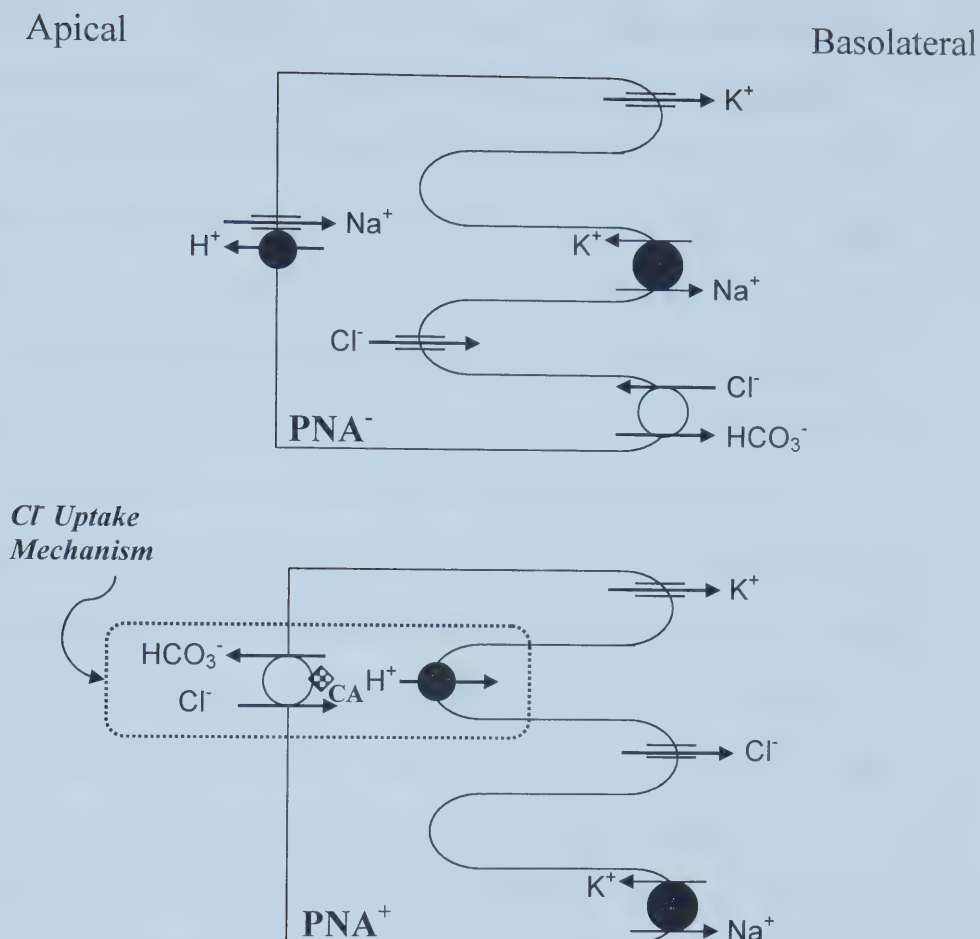 Apical
Basolateral
K⁺
Na⁺
H⁺
K⁺
Na⁺
Cl⁻
Cl⁻
PNA⁻
HCO₃⁻
Cl⁻ Uptake
Mechanism
K⁺
HCO₃⁻
CA H⁺
Cl⁻
Cl⁻
K⁺
PNA⁺
Na⁺